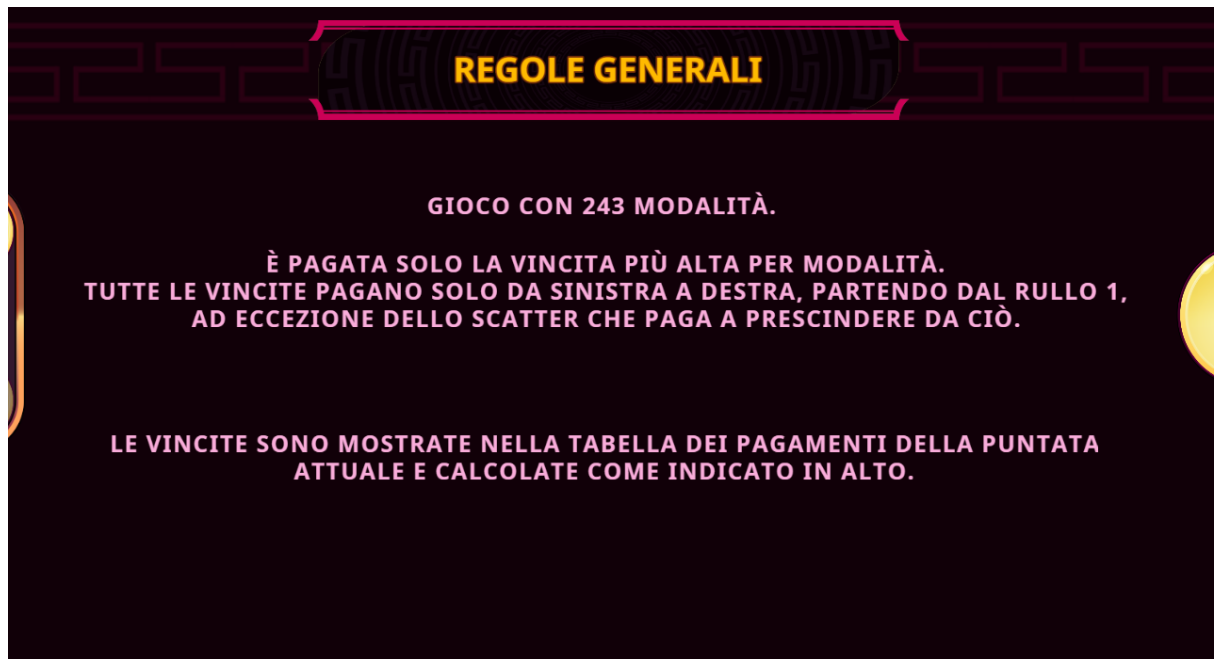 REGOLE GENERALI
GIOCO CON 243 MODALITÀ.
È PAGATA SOLO LA VINCITA PIÙ ALTA PER MODALITÀ.
TUTTE LE VINCITE PAGANO SOLO DA SINISTRA A DESTRA, PARTENDO DAL RULLO 1,
AD ECCEZIONE DELLO SCATTER CHE PAGA A PRESCINDERE DA CIÒ.
LE VINCITE SONO MOSTRATE NELLA TABELLA DEI PAGAMENTI DELLA PUNTATA
ATTUALE E CALCOLATE COME INDICATO IN ALTO.